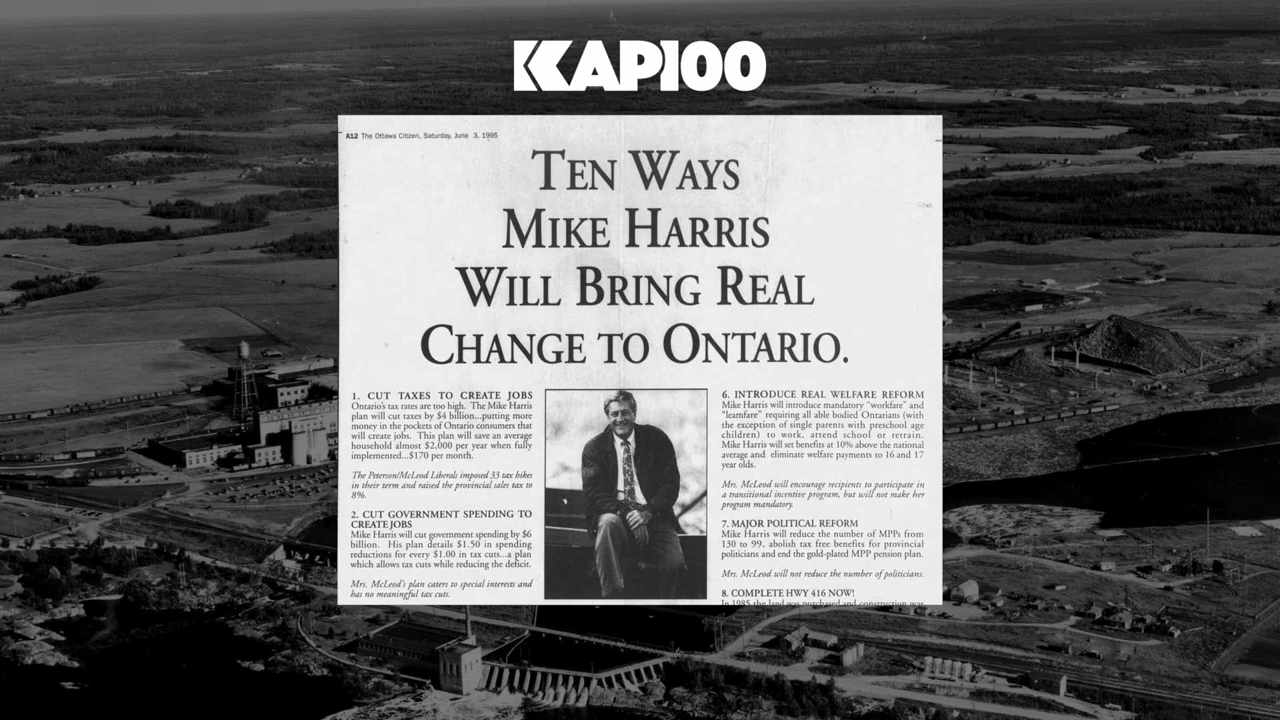 KAP100
A12 The Ottawa Citizen, Saturday, June 3, 1995
TEN WAYS
MIKE HARRIS
WILL BRING REAL
CHANGE TO ONTARIO.
1. CUT TAXES TO CREATE JOBS
Ontario's tax rates are too high. The Mike Harris
plan will cut taxes by $4 billion...putting more
money in the pockets of Ontario consumers that
will create jobs. This plan will save an average
household almost $2,000 per year when fully
implemented...$170 per month.
The Peterson/McLeod Liberals imposed 33 tax hikes
in their term and raised the provincial sales tax to
8%.
2. CUT GOVERNMENT SPENDING TO
CREATE JOBS
Mike Harris will cut government spending by $6
billion. His plan details $1.50 in spending
reductions for every $1.00 in tax cuts...a plan
which allows tax cuts while reducing the deficit.
Mrs. McLeod's plan caters to special interests and
has no meaningful tax cuts.
6. INTRODUCE REAL WELFARE REFORM
Mike Harris will introduce mandatory "workfare" and
"learnfare" requiring all able bodied Ontarians (with
the exception of single parents with preschool age
children) to work, attend school or retrain.
Mike Harris will set benefits at 10% above the national
average and eliminate welfare payments to 16 and 17
year olds.
Mrs. McLeod will encourage recipients to participate in
a transitional incentive program, but will not make her
program mandatory.
7. MAJOR POLITICAL REFORM
Mike Harris will reduce the number of MPPs from
130 to 99, abolish tax free benefits for provincial
politicians and end the gold-plated MPP pension plan.
Mrs. McLeod will not reduce the number of politicians.
8. COMPLETE HWY 416 NOW!
In 1985 the land was purchased and construction was